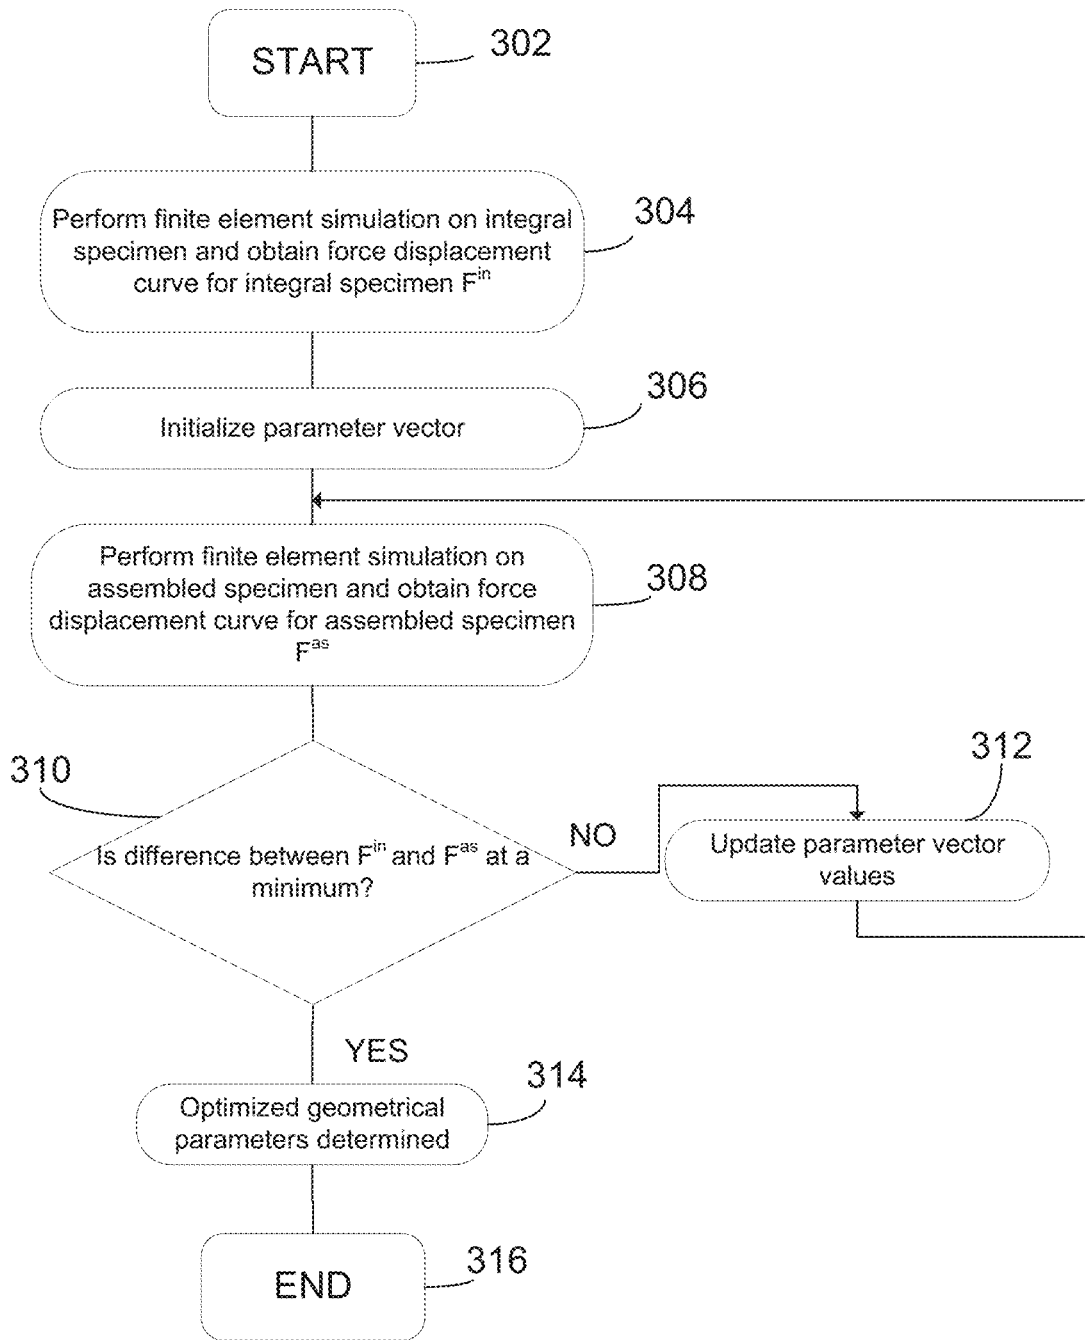 START
302
Perform finite element simulation on integral
specimen and obtain force displacement
curve for integral specimen F^in
304
Initialize parameter vector
306
Perform finite element simulation on
assembled specimen and obtain force
displacement curve for assembled specimen
F^as
308
310
Is difference between F^in and F^as at a
minimum?
NO
312
Update parameter vector
values
YES
Optimized geometrical
parameters determined
314
END
316